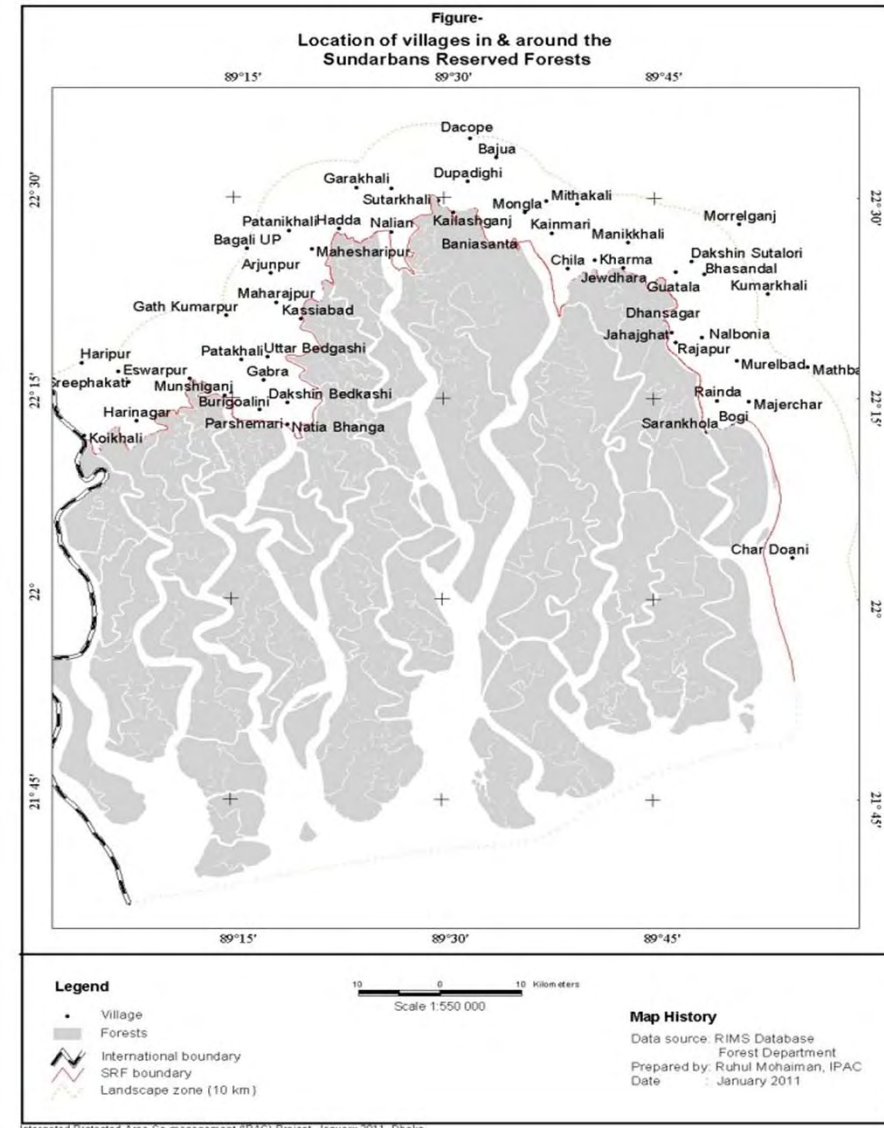 Figure-
Location of villages in & around the
Sundarbans Reserved Forests
89°15' 89°30' 89°45'
Dacope
Bajua
Dupadighi
Garakhali
22°30' 22°30'
Sutarkhali
Mongla Mithakali
Kailashganj
Morrelganj
Patanikhali Hadda Nalian Kainmari
Manikkhali
Bagali UP
Baniasanta
Mahesharipur
Dakshin Sutalori
Arjunpur
Chila Kharma
Bhasandal
Jewdhara
Guatala
Kumarkhali
Maharajpur
Gath Kumarpur
Kassiabad
Dhansagar
Jahajghat Nalbonia
Haripur
Patakhali Uttar Bedgashi
Rajapur
Eswarpur
Gabra
Murelbad Mathba
Sreephakati
Munshiganj
22°15' 22°15'
Burigoalini Dakshin Bedkashi
Rainda
Majerchar
Harinagar
Bogi
Parshemari Natia Bhanga
Sarankhola
Koikhali
Char Doani
22° 22°
21°45' 21°45'
89°15' 89°30' 89°45'
Legend
Village
Forests
International boundary
SRF boundary
Landscape zone (10 km)
10 0 10 Kilometers
Scale 1:550 000
Map History
Data source: RIMS Database
Forest Department
Prepared by: Ruhul Mohaiman, IPAC
Date : January 2011